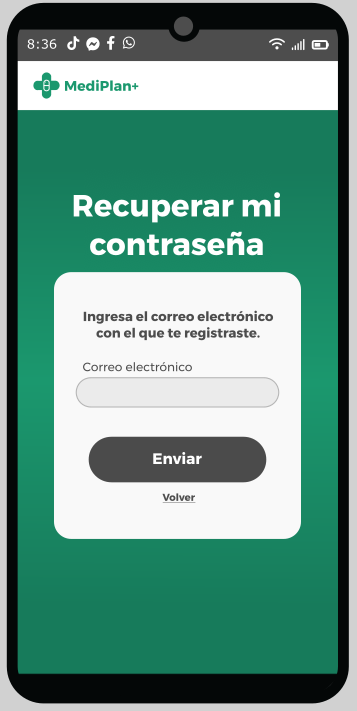 8:36
MediPlan+
Recuperar mi
contraseña
Ingresa el correo electrónico
con el que te registraste.
Correo electrónico
Enviar
Volver